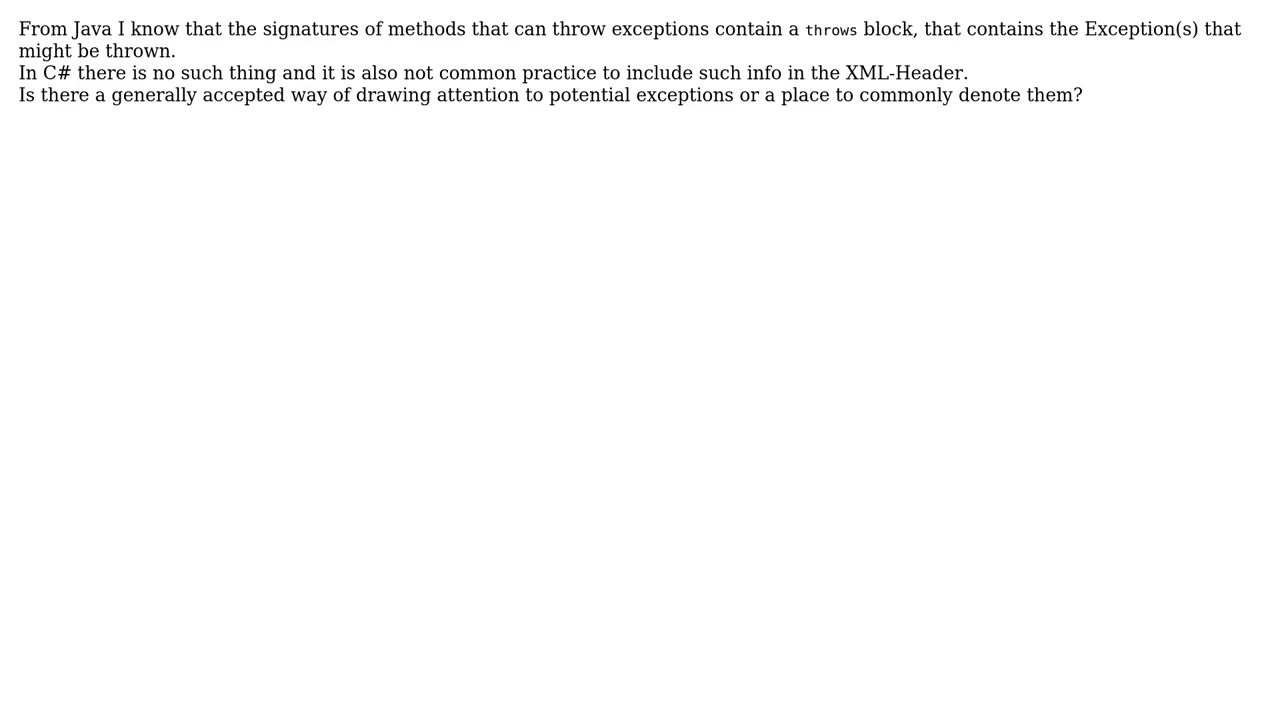 From Java I know that the signatures of methods that can throw exceptions contain a throws block, that contains the Exception(s) that
might be thrown.
In C# there is no such thing and it is also not common practice to include such info in the XML-Header.
Is there a generally accepted way of drawing attention to potential exceptions or a place to commonly denote them?